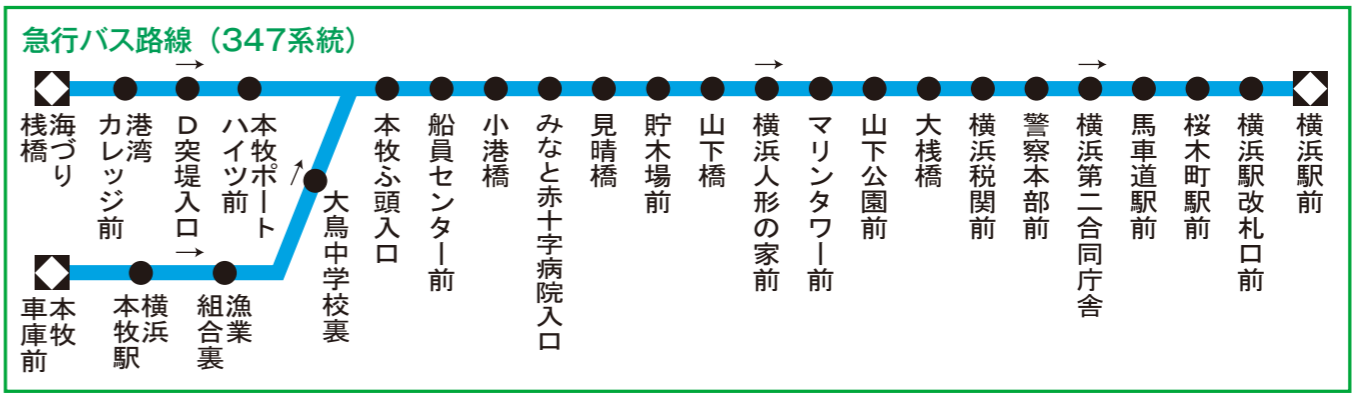 急行バス路線（347系統）
海づり
桟橋
港湾
カレッジ前
→
D突堤入口
本牧ポート
ハイツ前
本牧ふ頭入口
船員センター前
小港橋
みなと赤十字病院入口
見晴橋
貯木場前
山下橋
→
横浜人形の家前
マリンタワー前
山下公園前
大桟橋
横浜税関前
警察本部前
→
横浜第二合同庁舎
馬車道駅前
桜木町駅前
横浜駅改札口前
横浜駅前
本牧
車庫前
横浜
本牧駅
→
漁業
組合裏
→
大鳥中学校裏